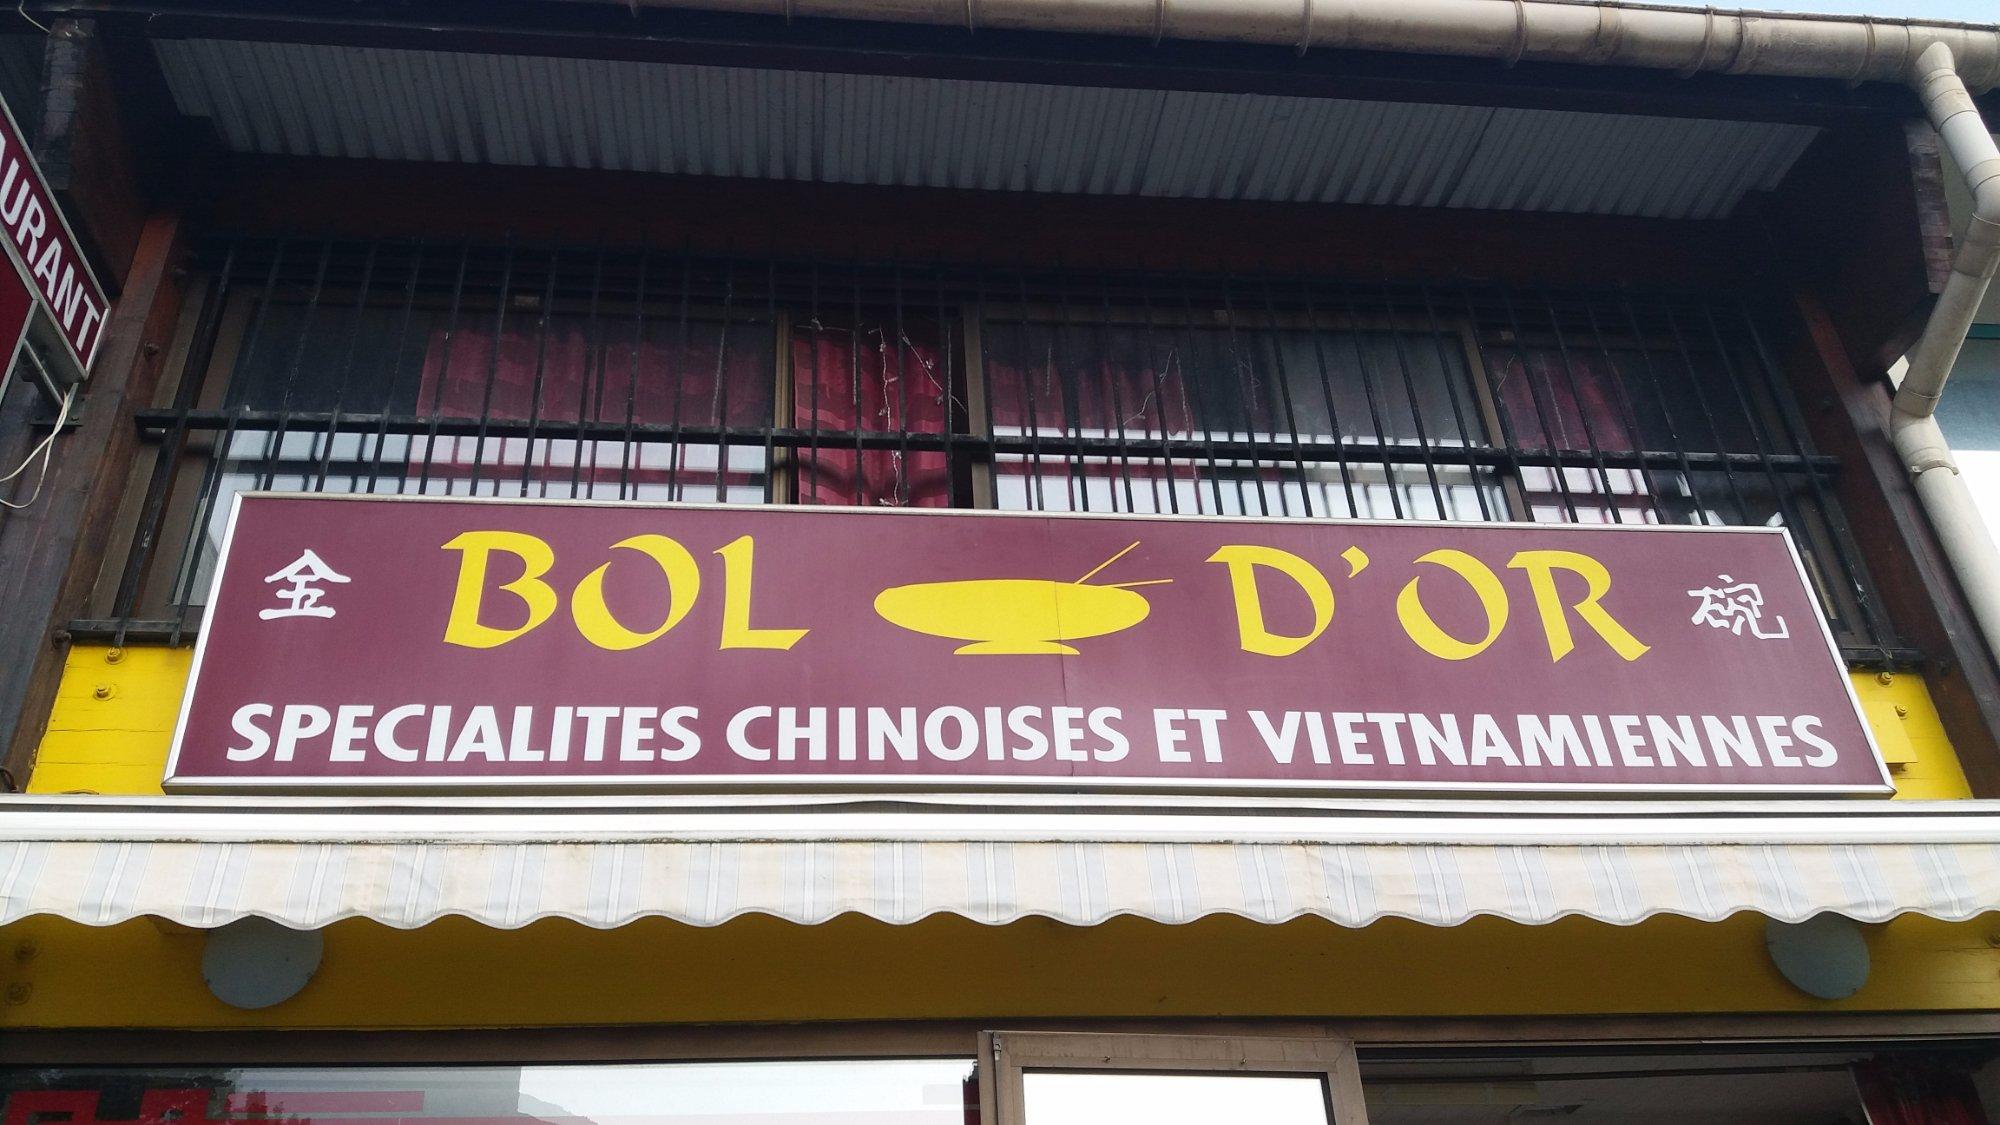 URANT
金 BOL D'OR 碗
SPECIALITES CHINOISES ET VIETNAMIENNES